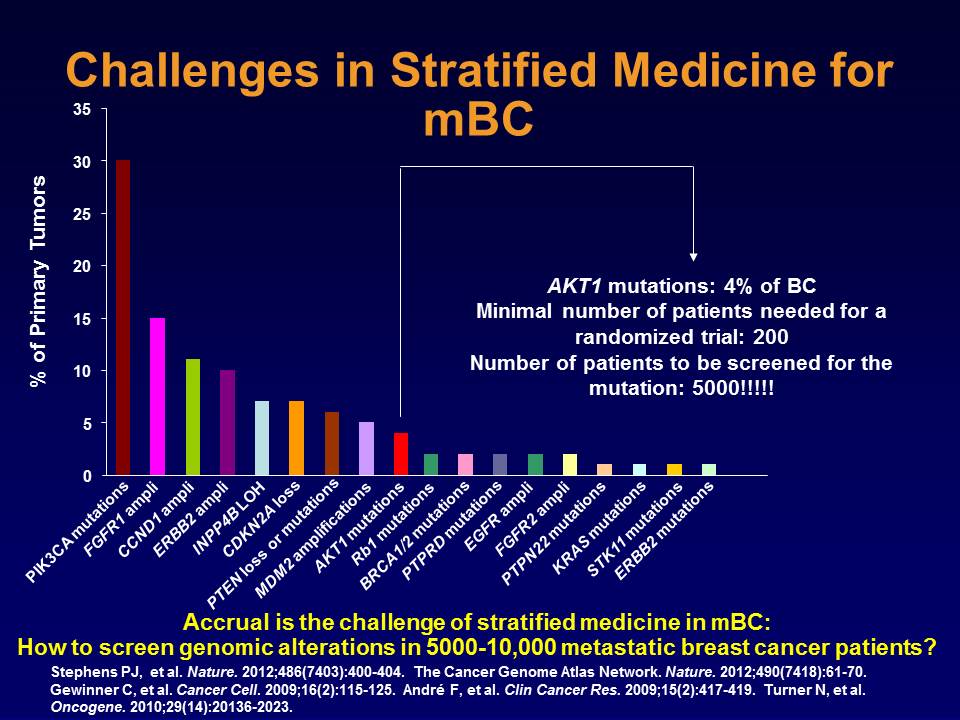 Challenges in Stratified Medicine for
mBC
% of Primary Tumors
35
30
25
20
15
10
5
0
AKT1 mutations: 4% of BC
Minimal number of patients needed for a
randomized trial: 200
Number of patients to be screened for the
mutation: 5000!!!!!
PIK3CA mutations
FGFR1 ampli
CCND1 ampli
ERBB2 ampli
INPP4B LOH
CDKN2A loss
PTEN loss or mutations
MDM2 amplifications
AKT1 mutations
Rb1 mutations
BRCA1/2 mutations
PTPRD mutations
EGFR ampli
FGFR2 ampli
PTPN22 mutations
KRAS mutations
STK11 mutations
ERBB2 mutations
Accrual is the challenge of stratified medicine in mBC:
How to screen genomic alterations in 5000-10,000 metastatic breast cancer patients?
Stephens PJ, et al. Nature. 2012;486(7403):400-404. The Cancer Genome Atlas Network. Nature. 2012;490(7418):61-70.
Gewinner C, et al. Cancer Cell. 2009;16(2):115-125. André F, et al. Clin Cancer Res. 2009;15(2):417-419. Turner N, et al.
Oncogene. 2010;29(14):20136-2023.